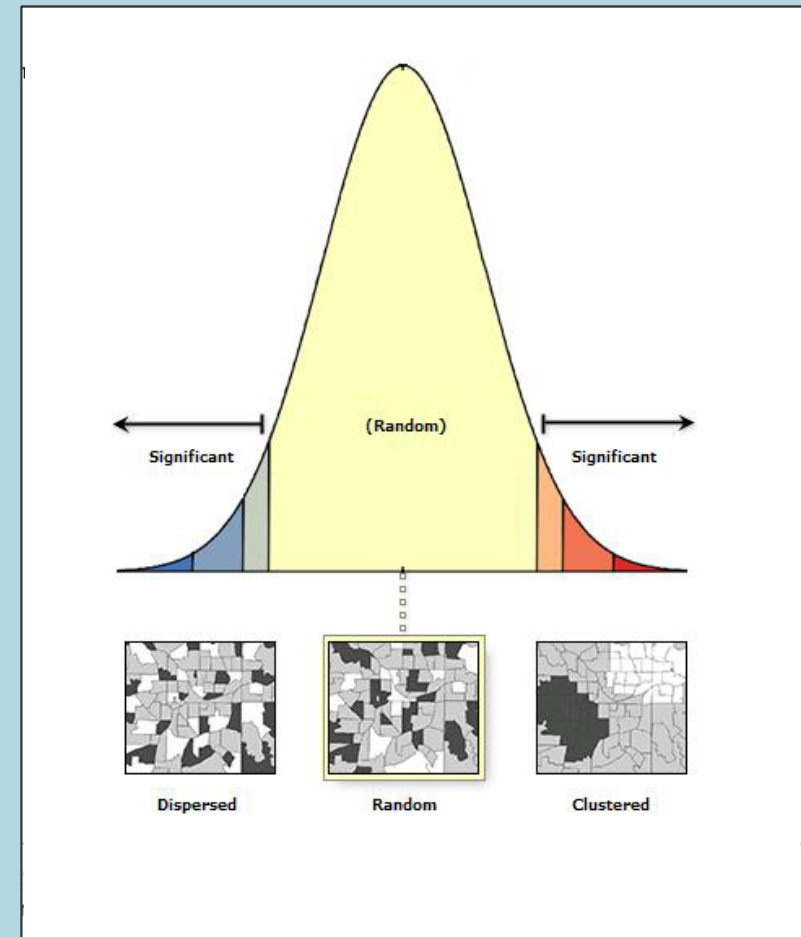 (Random)
Significant
Significant
Dispersed
Random
Clustered